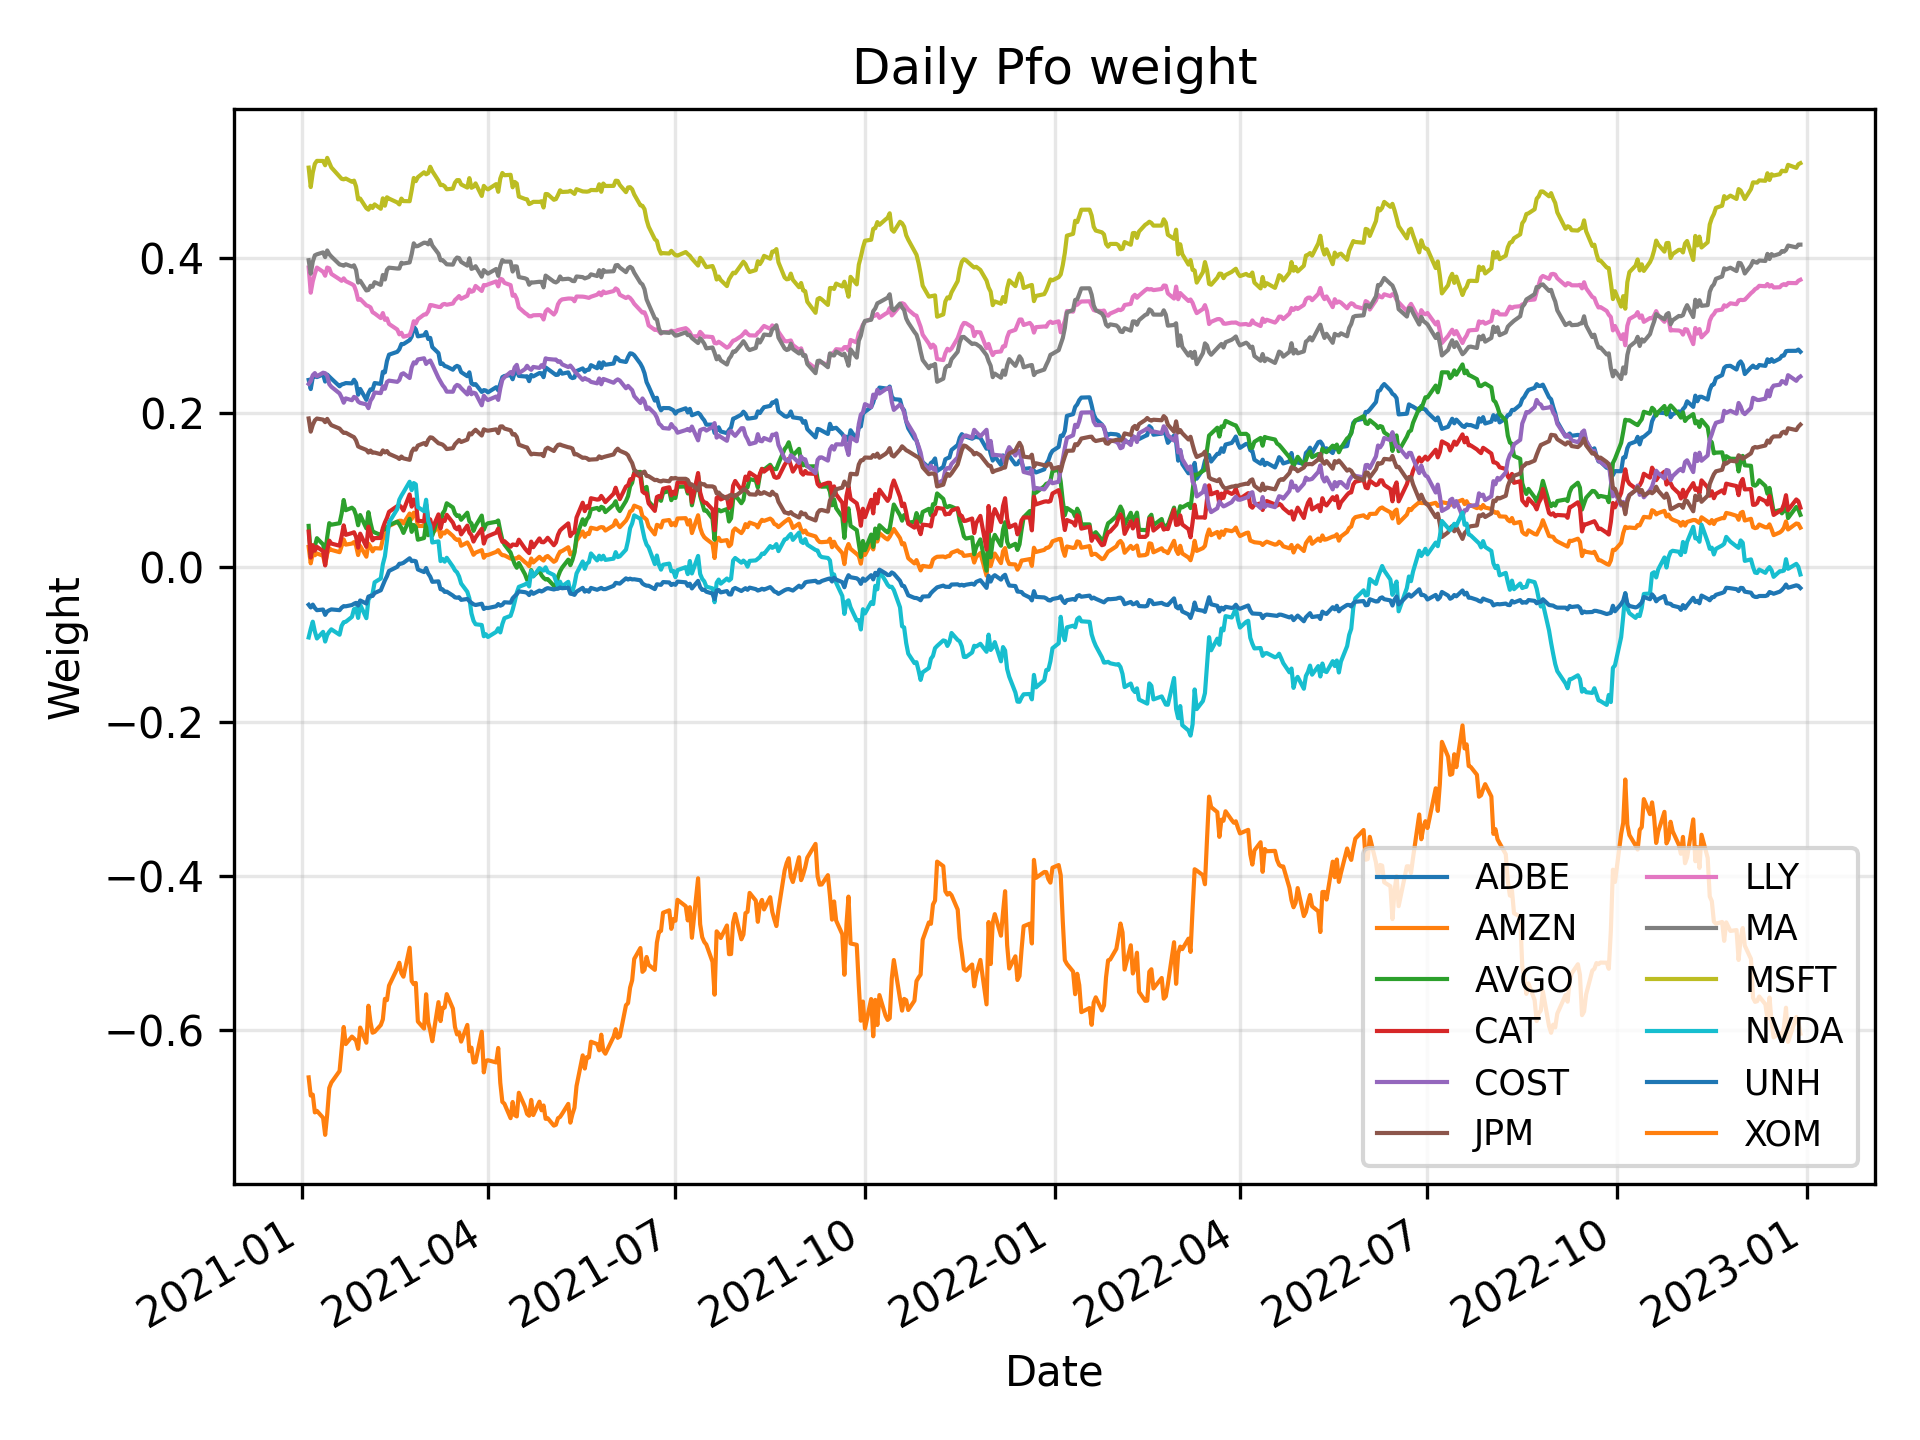 Daily Pfo weight
Weight
0.4
0.2
0.0
−0.2
−0.4
−0.6
ADBE
AMZN
AVGO
CAT
COST
JPM
LLY
MA
MSFT
NVDA
UNH
XOM
2021-01
2021-04
2021-07
2021-10
2022-01
2022-04
2022-07
2022-10
2023-01
Date